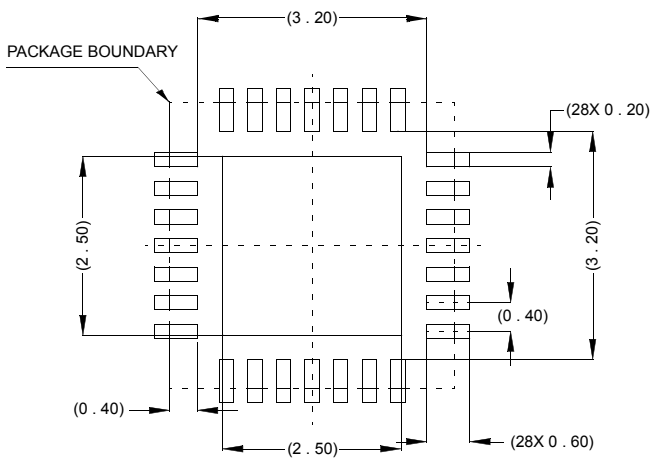 (3 . 20)
PACKAGE BOUNDARY
(28X 0 . 20)
(2 . 50)
(3 . 20)
(0 . 40)
(0 . 40)
(2 . 50)
(28X 0 . 60)